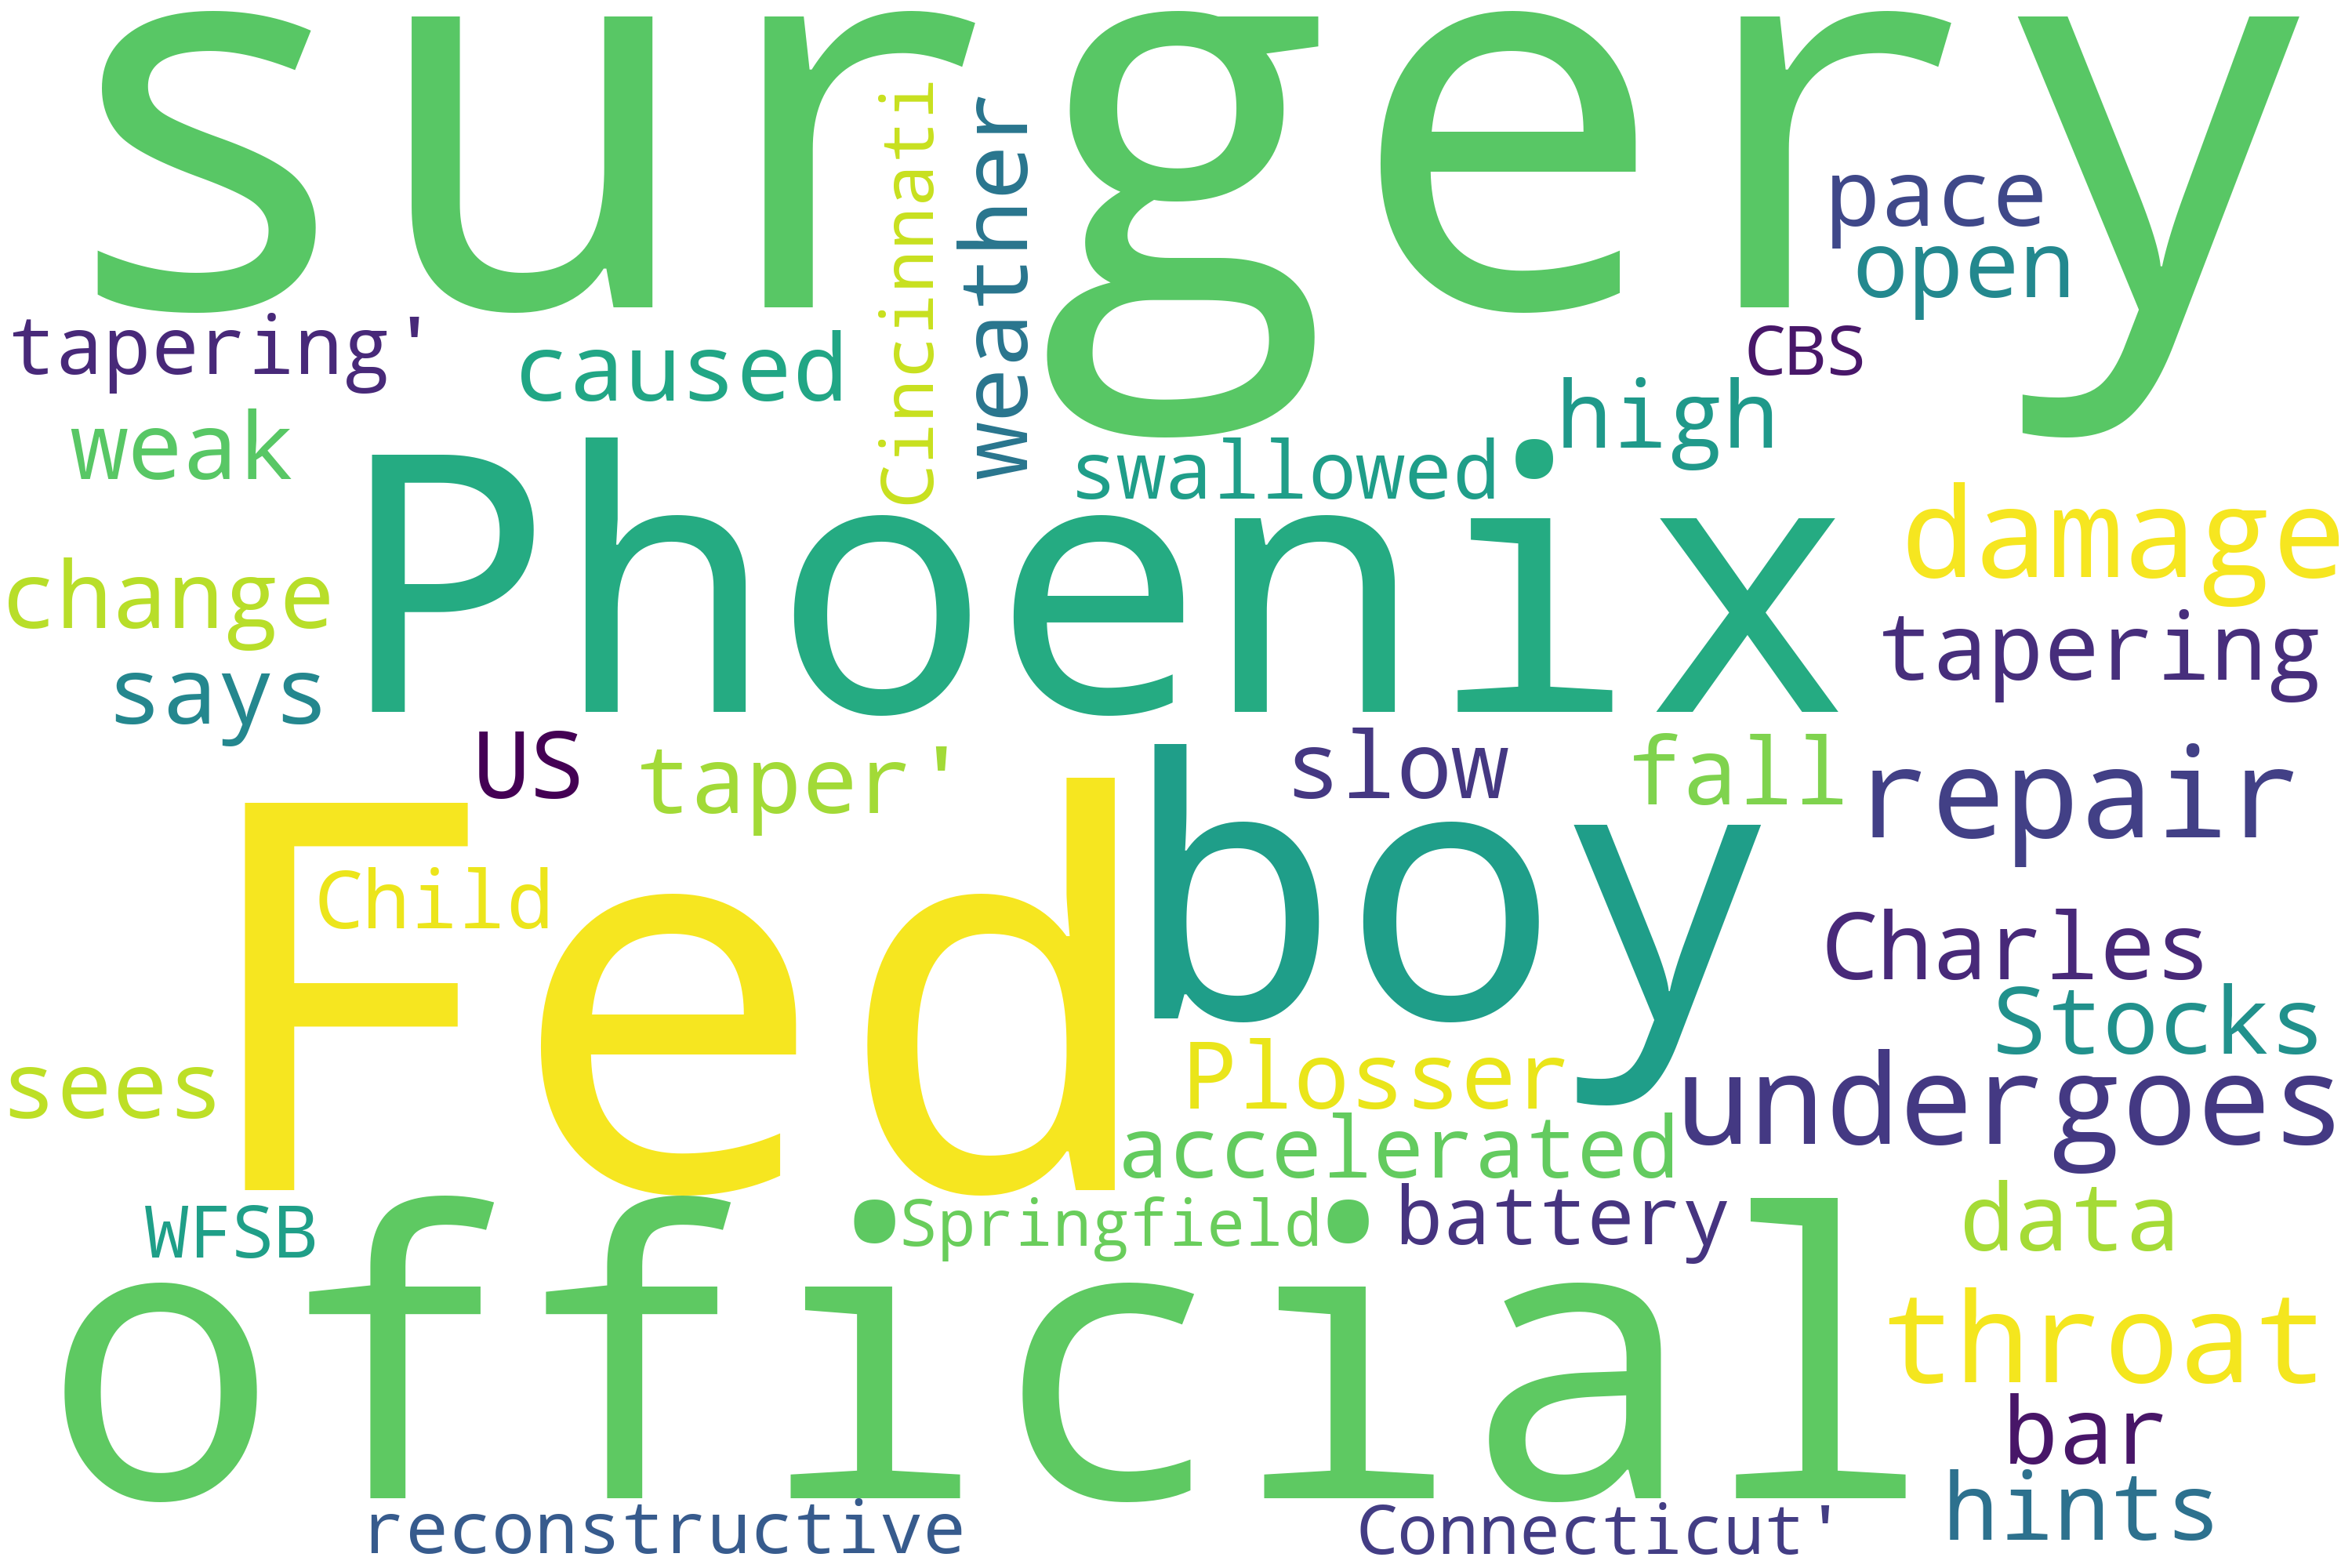 surgery
Cincinnati
weather
pace
open
tapering'
caused
CBS
weak
high
swallowed
Phoenix
damage
change
tapering
says
US
taper'
slow
fall
repair
Fed
boy
Child
Charles
Stocks
sees
Plosser
undergoes
accelerated
WFSB
Springfield
battery
data
official
throat
bar
hints
reconstructive
Connecticut'